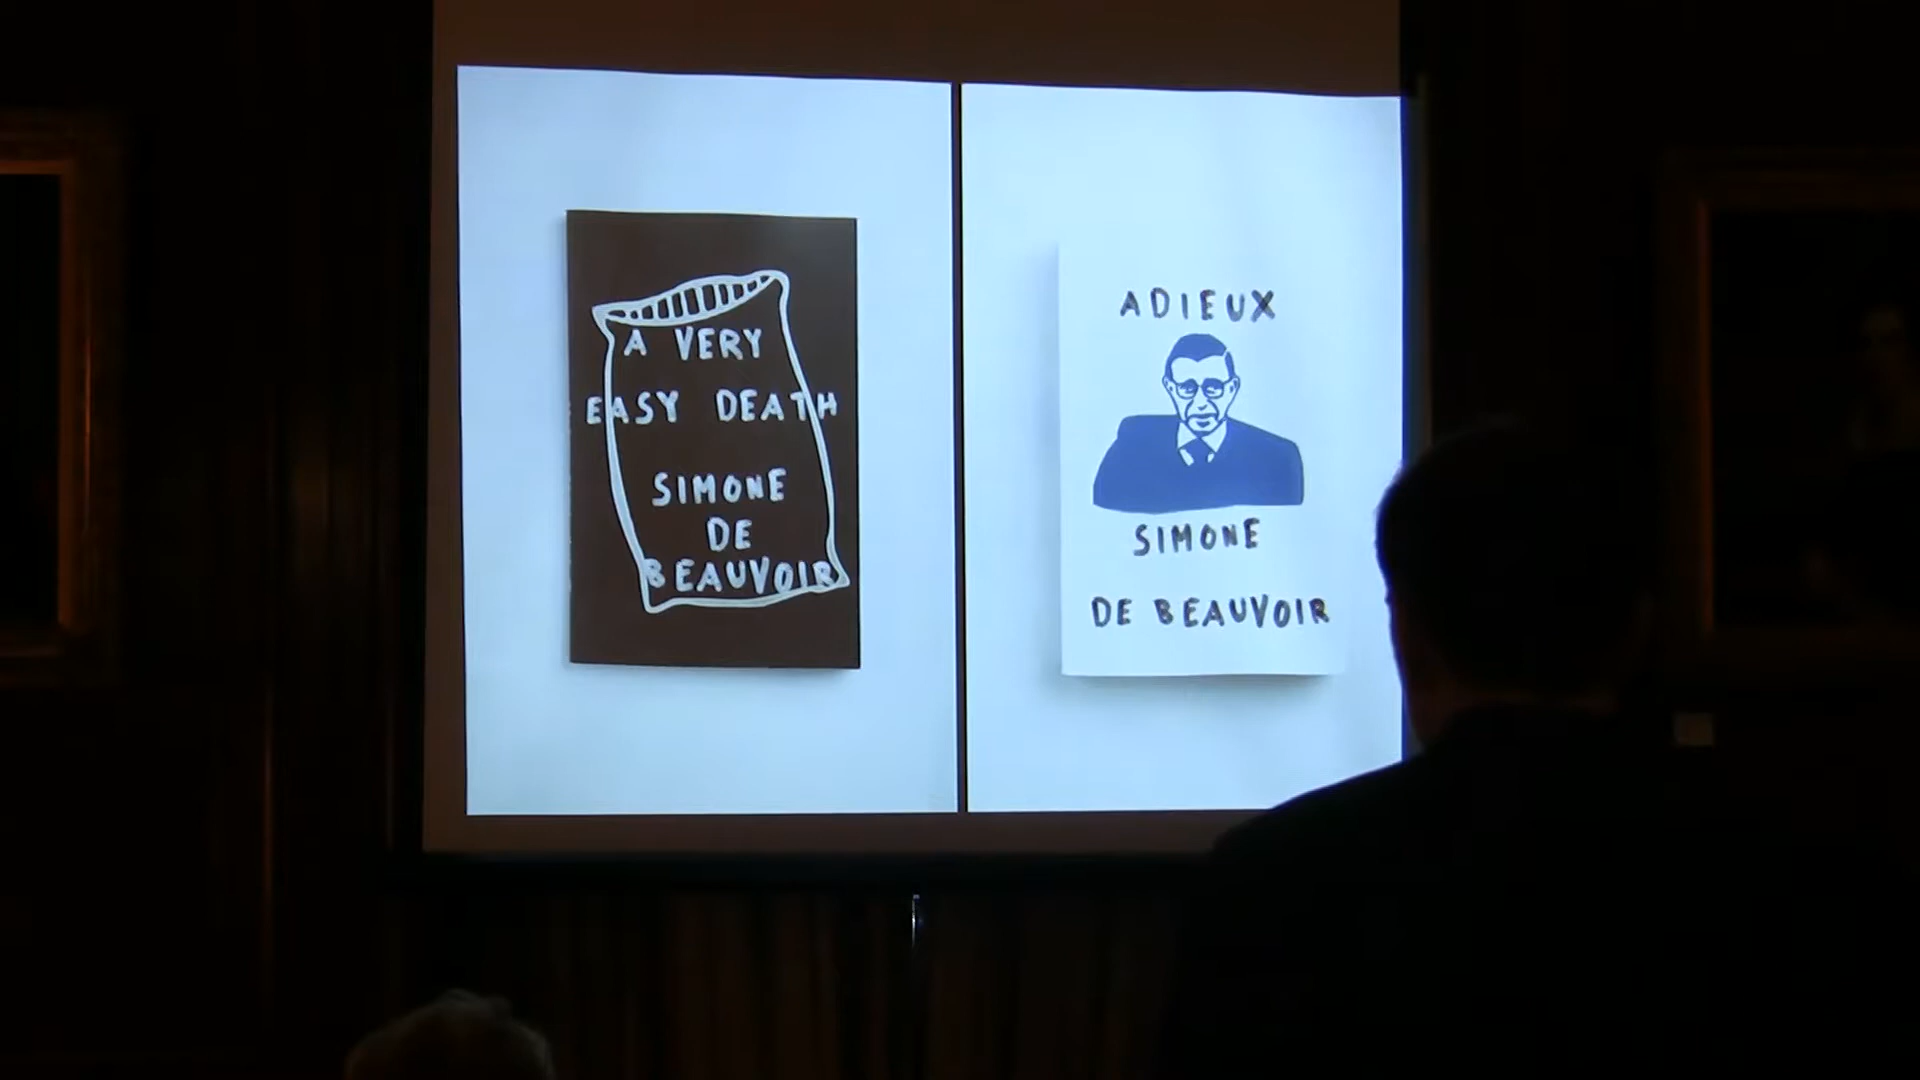 A VERY
EASY DEATH
SIMONE
DE
BEAUVOIR
ADIEUX
SIMONE
DE BEAUVOIR